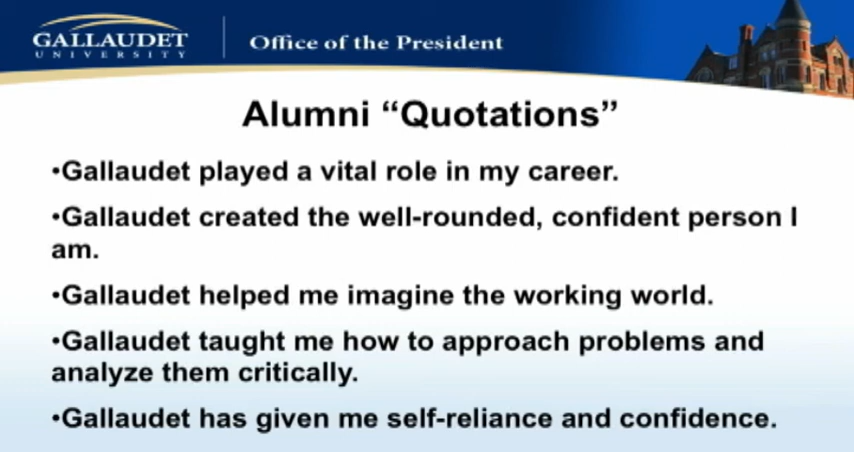 GALLAUDET
UNIVERSITY
Office of the President
Alumni “Quotations”
•Gallaudet played a vital role in my career.
•Gallaudet created the well-rounded, confident person I
am.
•Gallaudet helped me imagine the working world.
•Gallaudet taught me how to approach problems and
analyze them critically.
•Gallaudet has given me self-reliance and confidence.